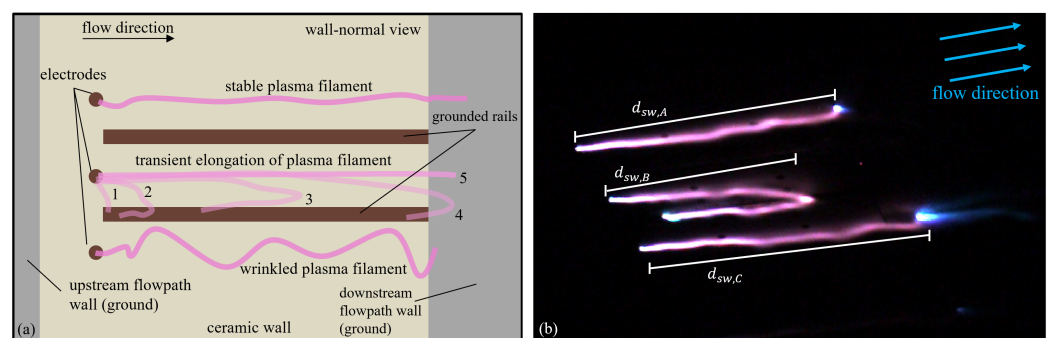 flow direction
wall-normal view
electrodes
stable plasma filament
grounded rails
transient elongation of plasma filament
1
2
3
4
5
wrinkled plasma filament
upstream flowpath
wall (ground)
downstream
flowpath wall
(ground)
ceramic wall
(a)
flow direction
d_{sw,A}
d_{sw,B}
d_{sw,C}
(b)